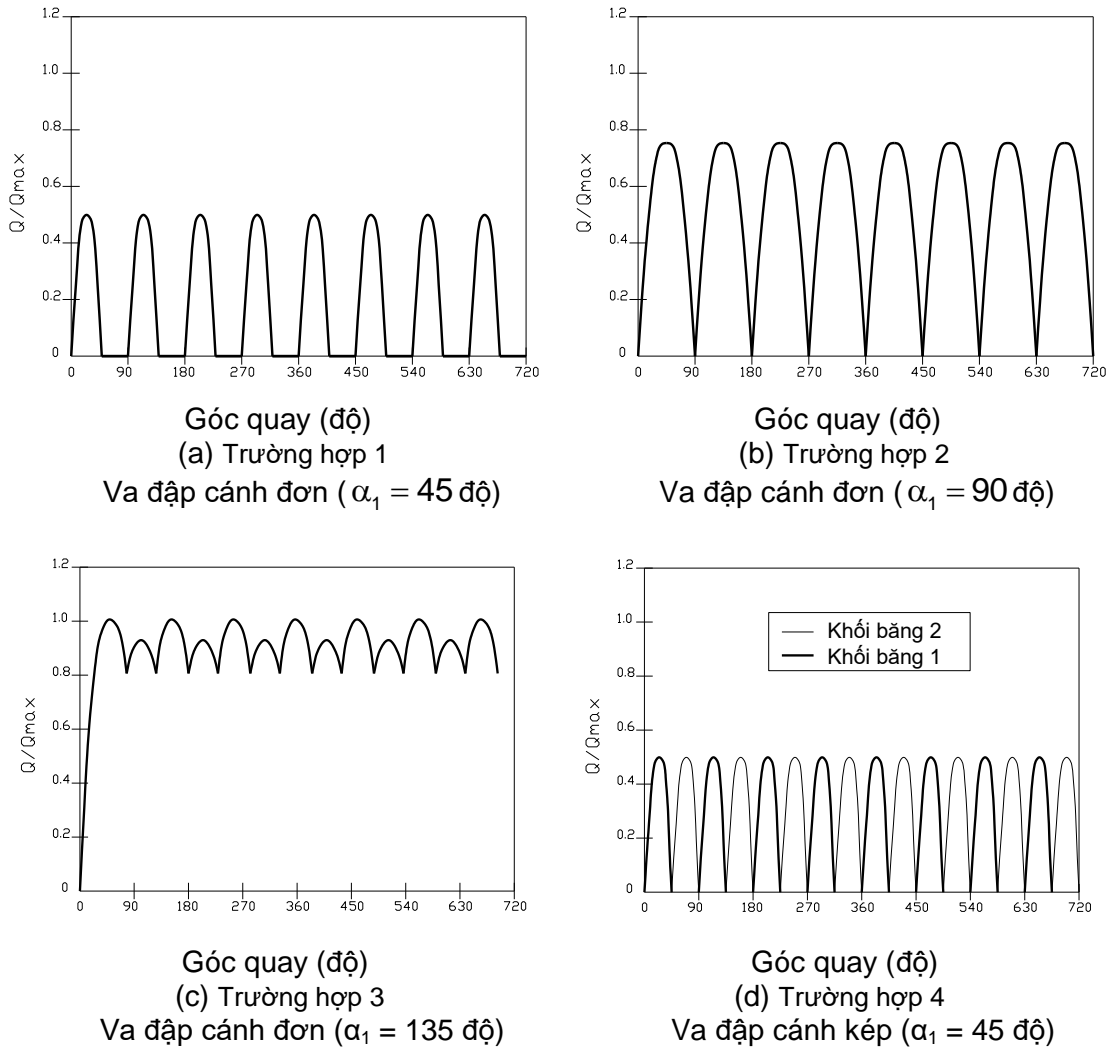 1.2
1.0
0.8
0.6
0.4
0.2
0
Q/Qmax
0 90 180 270 360 450 540 630 720
Góc quay (độ)
(a) Trường hợp 1
Va đập cánh đơn ( α₁ = 45 độ)
1.2
1.0
0.8
0.6
0.4
0.2
0
Q/Qmax
0 90 180 270 360 450 540 630 720
Góc quay (độ)
(b) Trường hợp 2
Va đập cánh đơn ( α₁ = 90 độ)
1.2
1.0
0.8
0.6
0.4
0.2
0
Q/Qmax
0 90 180 270 360 450 540 630 720
Góc quay (độ)
(c) Trường hợp 3
Va đập cánh đơn (α₁ = 135 độ)
1.2
1.0
0.8
0.6
0.4
0.2
0
Q/Qmax
Khối băng 2
Khối băng 1
0 90 180 270 360 450 540 630 720
Góc quay (độ)
(d) Trường hợp 4
Va đập cánh kép (α₁ = 45 độ)